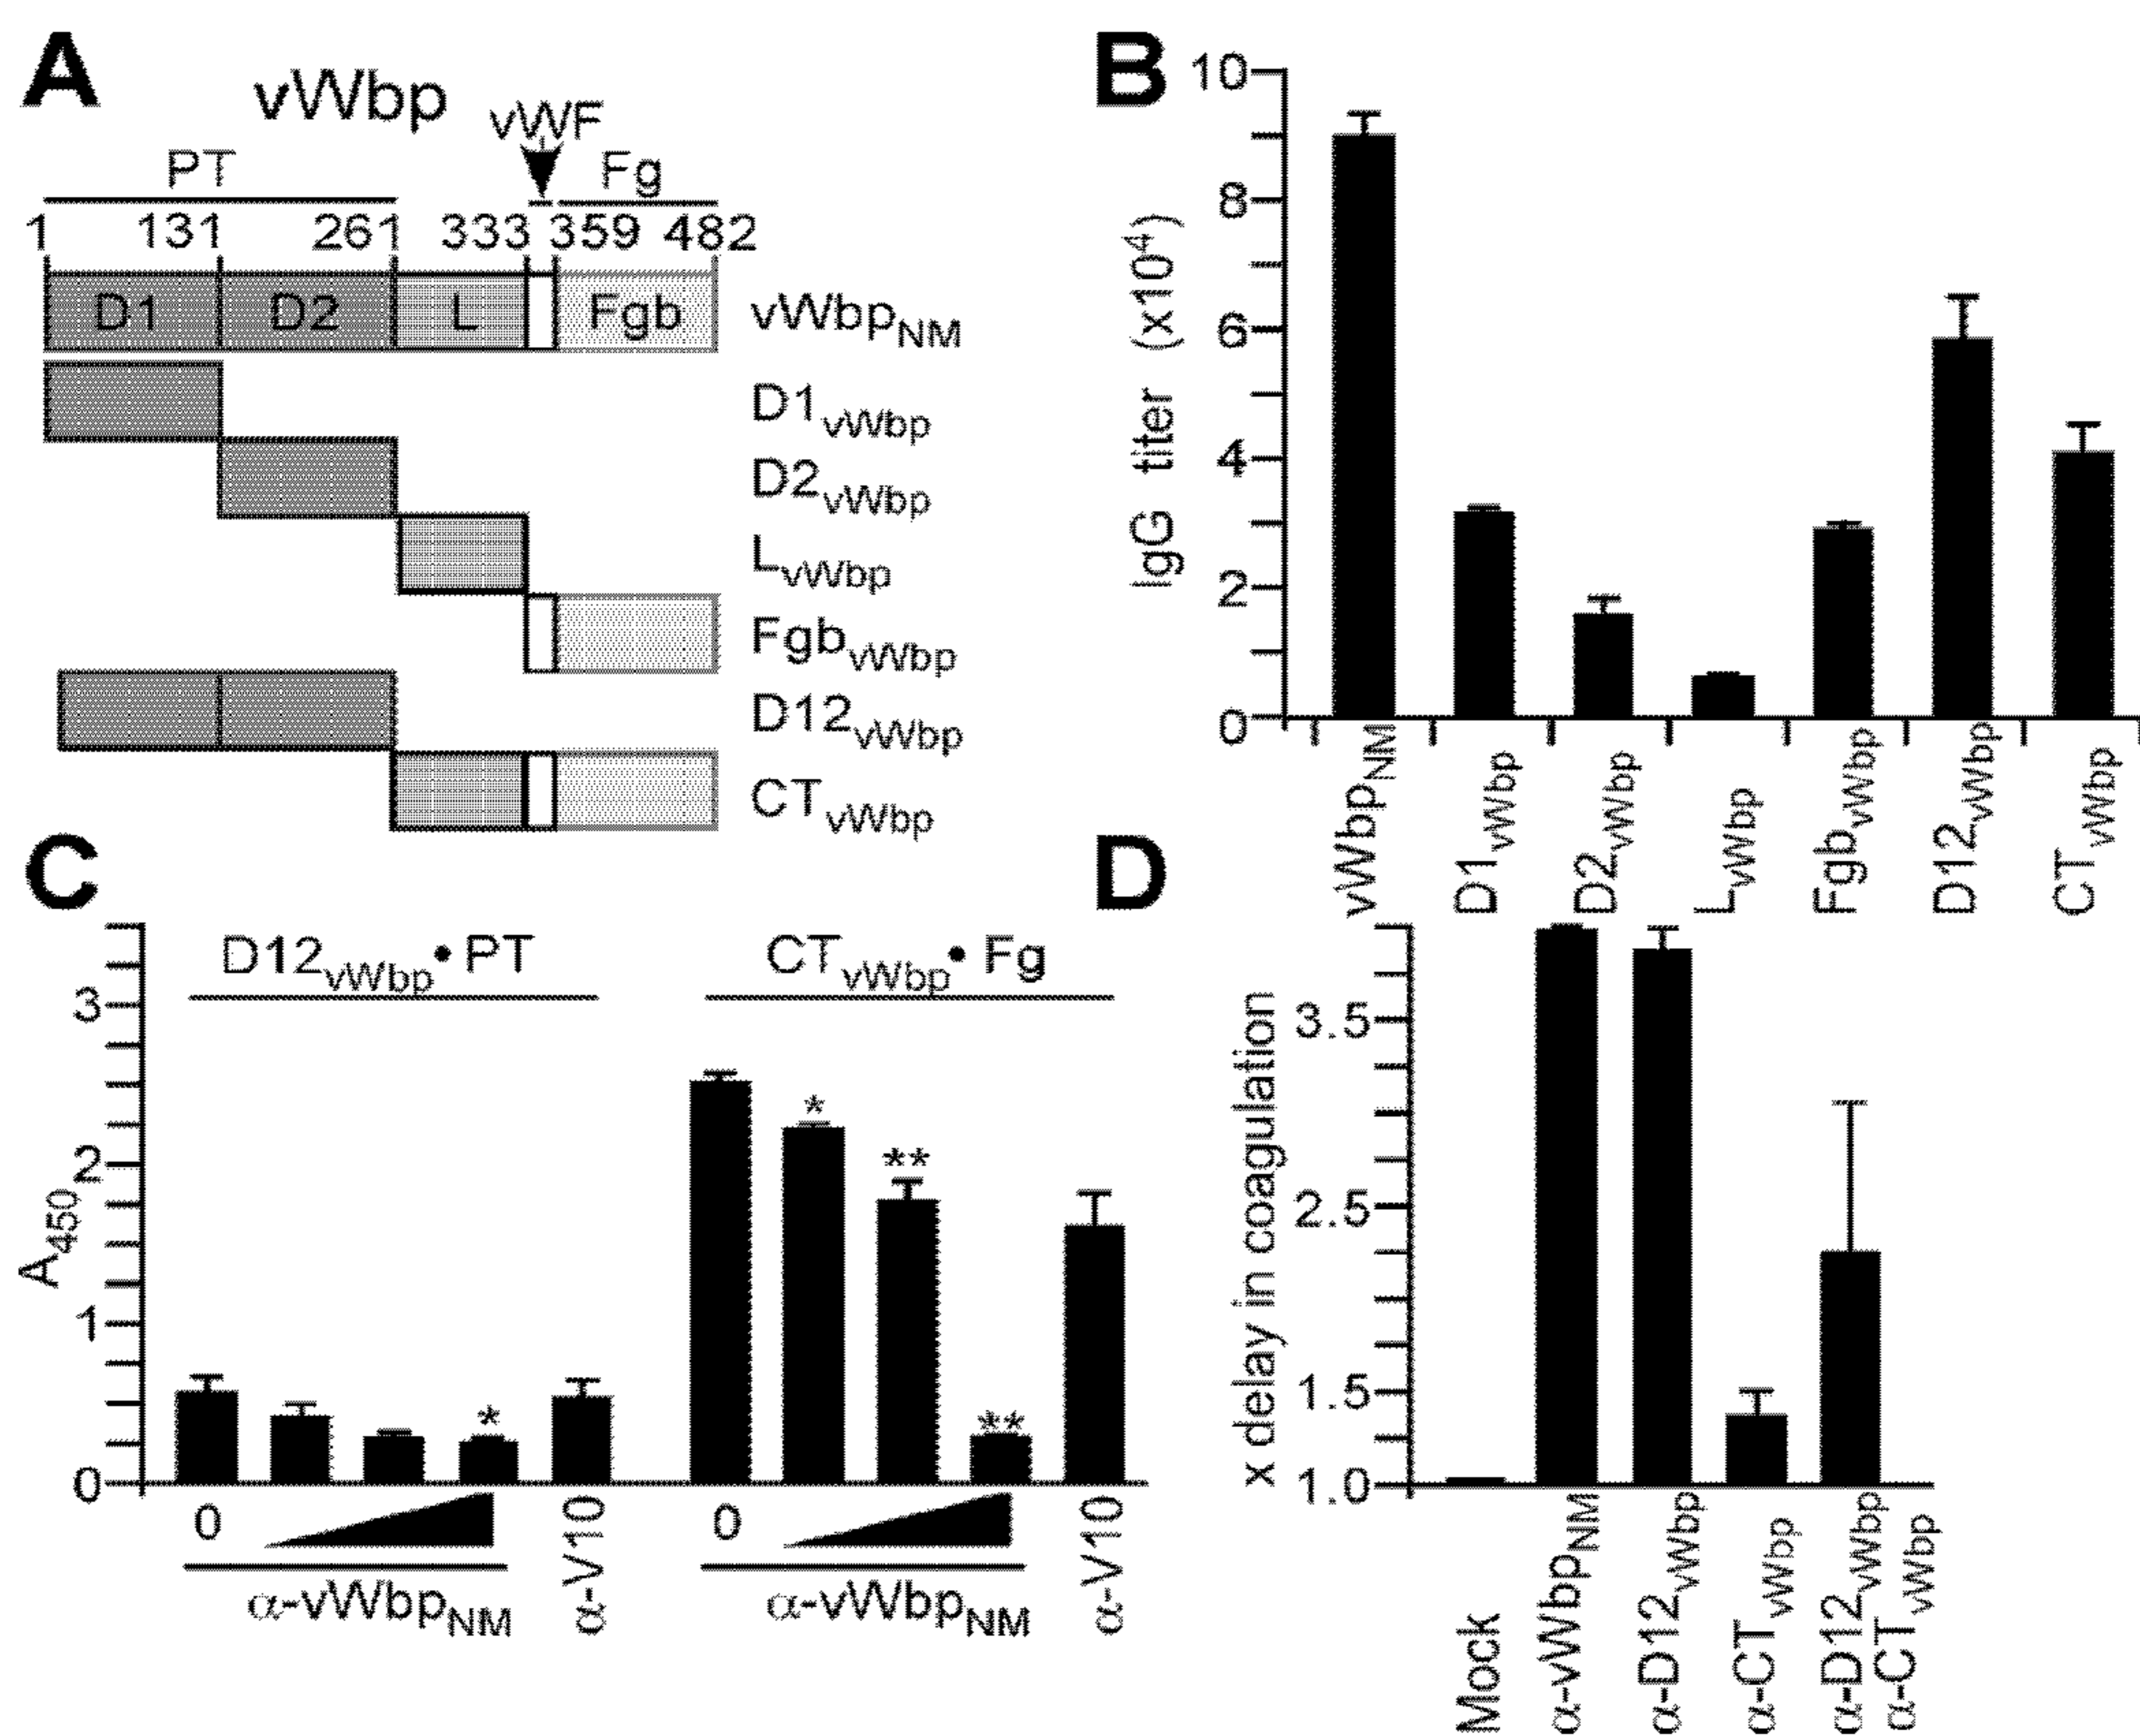 A
vWbp
vWF
PT
Fg
1 131 261 333 359 482
D1 D2 L Fgb vWbpNM
D1vWbp
D2vWbp
LvWbp
FgbvWbp
D12vWbp
CTvWbp
B
IgG titer (x10⁴)
10
8
6
4
2
0
vWbpNM
D1vWbp
D2vWbp
LvWbp
FgbvWbp
D12vWbp
CTvWbp
C
D12vWbp• PT
CTvWbp• Fg
A450
3
2
1
0
*
*
**
**
0
α-vWbpNM
α-V10
0
α-vWbpNM
α-V10
D
x delay in coagulation
3.5
2.5
1.5
1.0
Mock
α-vWbpNM
α-D12vWbp
α-CTvWbp
α-D12vWbp
α-CTvWbp